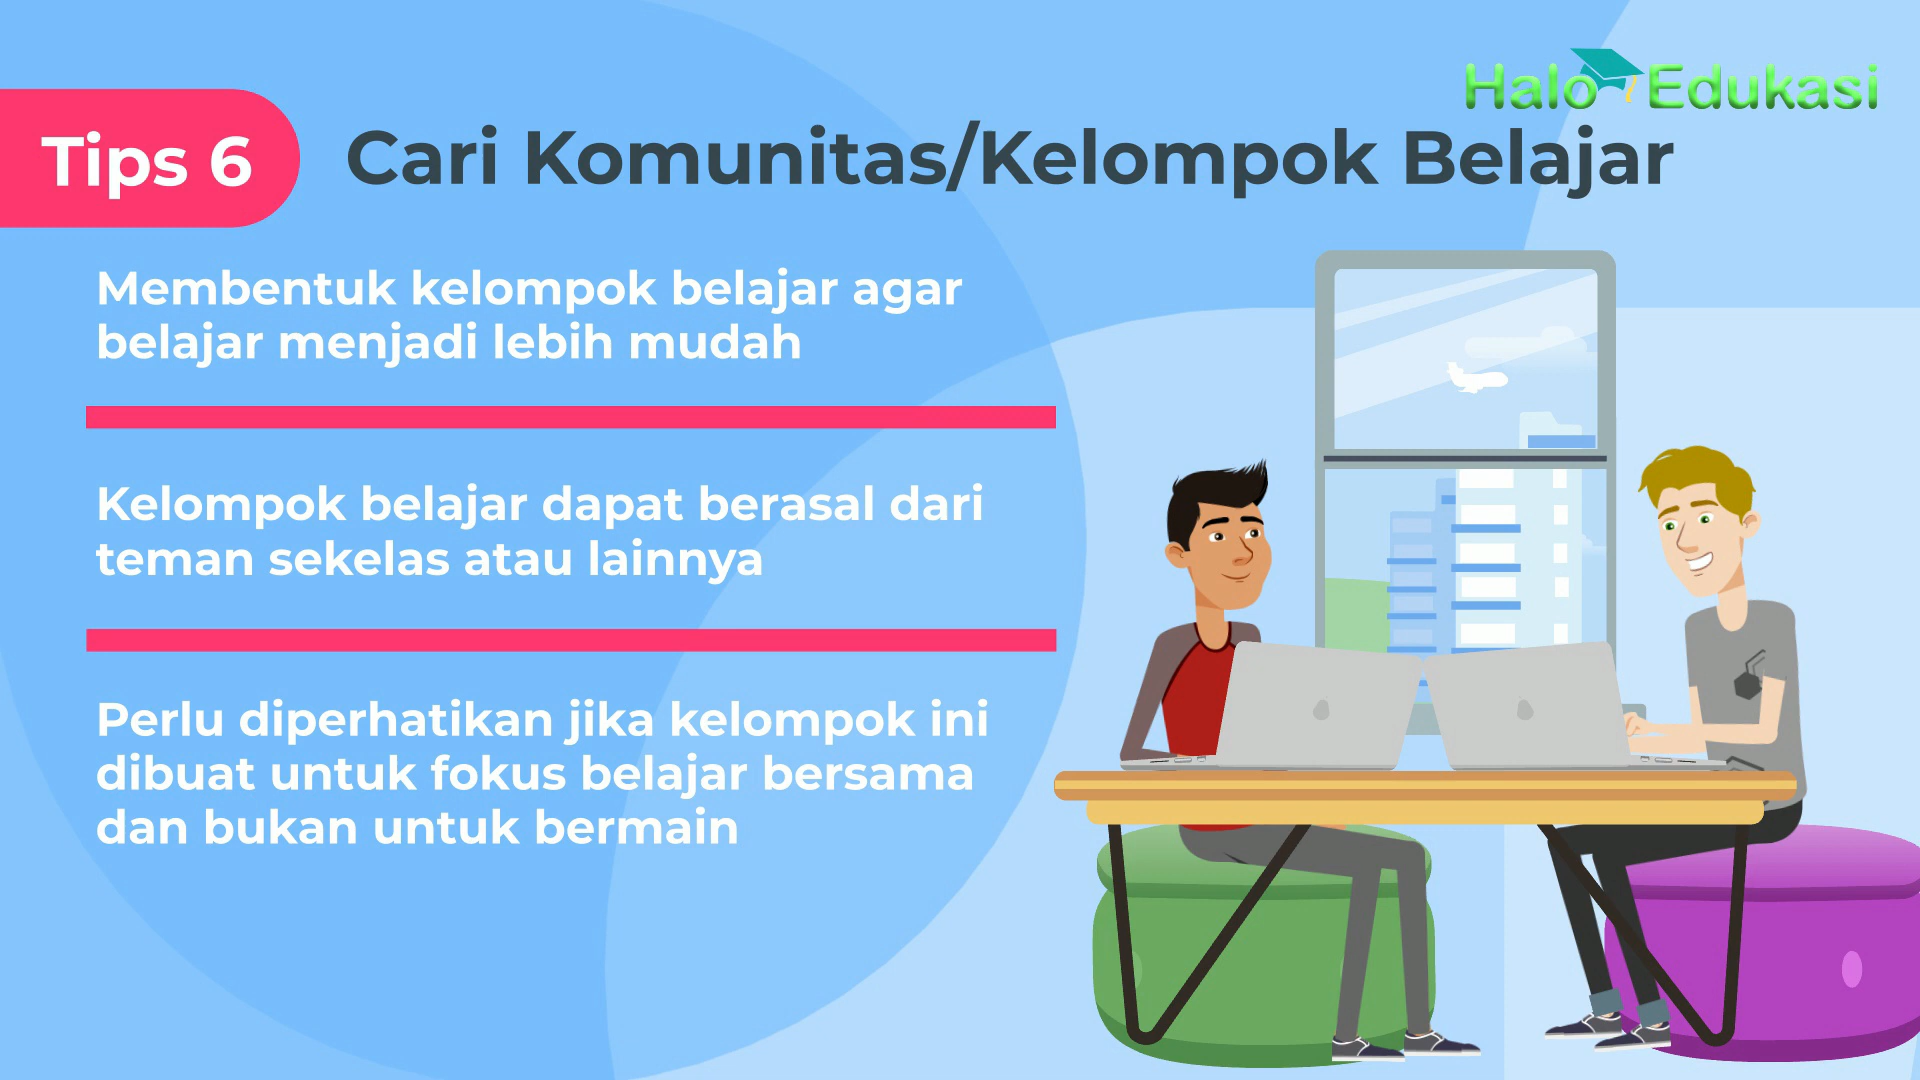 Halo Edukasi
Tips 6
Cari Komunitas/Kelompok Belajar
Membentuk kelompok belajar agar
belajar menjadi lebih mudah
Kelompok belajar dapat berasal dari
teman sekelas atau lainnya
Perlu diperhatikan jika kelompok ini
dibuat untuk fokus belajar bersama
dan bukan untuk bermain